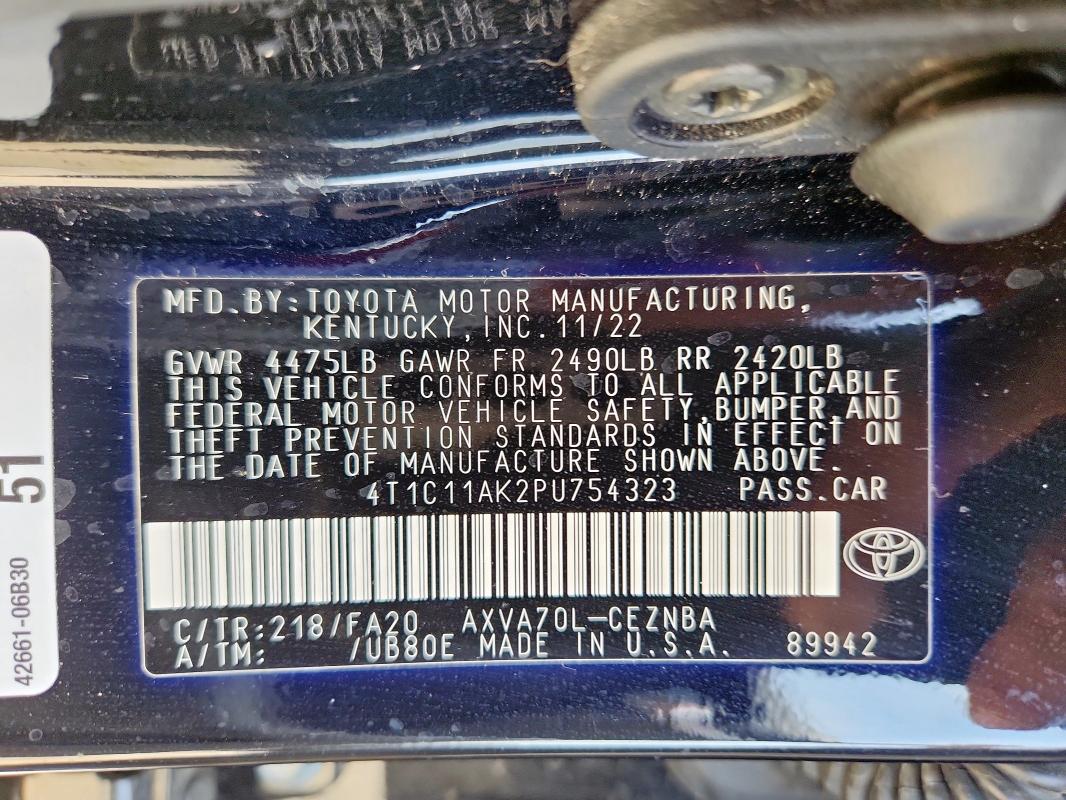 MFD.BY:TOYOTA MOTOR MANUFACTURING,
KENTUCKY,INC. 11/22
GVWR 4475LB GAWR FR 2490LB RR 2420LB
THIS VEHICLE CONFORMS TO ALL APPLICABLE
FEDERAL MOTOR VEHICLE SAFETY,BUMPER,AND
THEFT PREVENTION STANDARDS IN EFFECT ON
THE DATE OF MANUFACTURE SHOWN ABOVE.
4T1C11AK2PU754323 PASS.CAR
C/TR:218/FA20 AXVA70L-CEZNBA
A/TM: /UB80E MADE IN U.S.A. 89942
51
42661-06B30